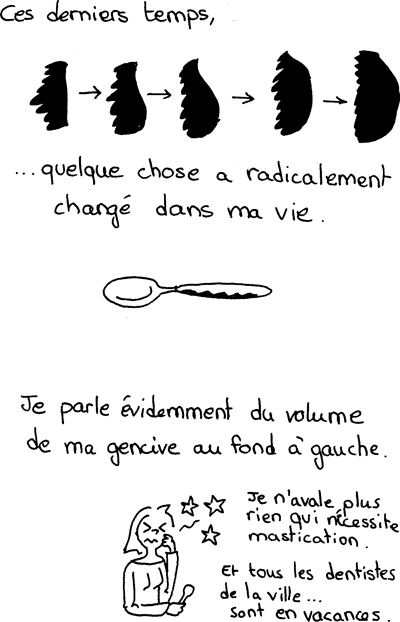 Ces derniers temps,
...quelque chose a radicalement
changé dans ma vie.
Je parle évidemment du volume
de ma gencive au fond à gauche.
Je n'avale plus
rien qui nécessite
mastication.
Et tous les dentistes
de la ville...
sont en vacances.